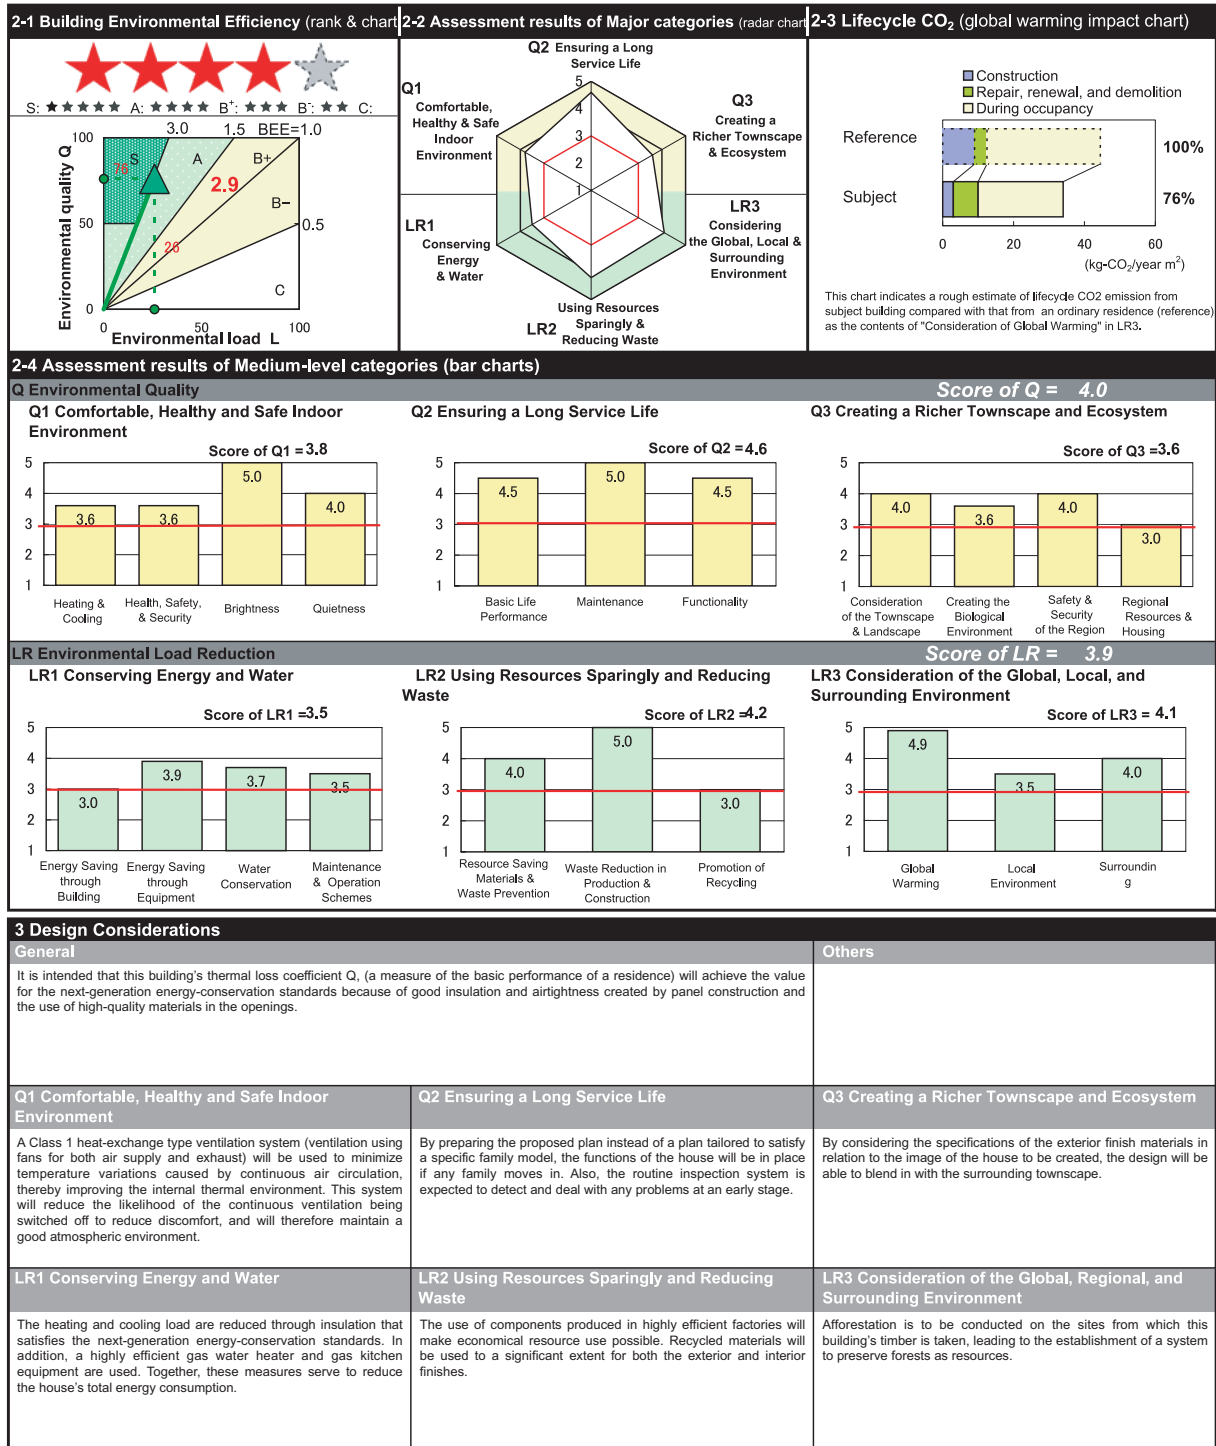 2-1 Building Environmental Efficiency (rank & chart
S: ★★★★★ A: ★★★★ B⁺: ★★★ B⁻: ★★ C:
100
3.0
1.5
BEE=1.0
76
S
A
B+
2.9
B−
50
0.5
26
C
0
0
50
100
Environmental quality Q
Environmental load L
2-2 Assessment results of Major categories (radar chart
Q2 Ensuring a Long
Service Life
Q1
Comfortable,
Healthy & Safe
Indoor
Environment
5
4
3
2
1
Q3
Creating a
Richer Townscape
& Ecosystem
LR1
Conserving
Energy
& Water
LR3
Considering
the Global, Local &
Surrounding
Environment
LR2
Using Resources
Sparingly &
Reducing Waste
2-3 Lifecycle CO₂ (global warming impact chart)
Construction
Repair, renewal, and demolition
During occupancy
Reference
100%
Subject
76%
0
20
40
60
(kg-CO₂/year m²)
This chart indicates a rough estimate of lifecycle CO2 emission from
subject building compared with that from an ordinary residence (reference)
as the contents of "Consideration of Global Warming" in LR3.
2-4 Assessment results of Medium-level categories (bar charts)
Q Environmental Quality
Score of Q = 4.0
Q1 Comfortable, Healthy and Safe Indoor
Environment
Score of Q1 = 3.8
5
4
3
2
1
3.6
3.6
5.0
4.0
Heating &
Cooling
Health, Safety,
& Security
Brightness
Quietness
Q2 Ensuring a Long Service Life
Score of Q2 = 4.6
5
4
3
2
1
4.5
5.0
4.5
Basic Life
Performance
Maintenance
Functionality
Q3 Creating a Richer Townscape and Ecosystem
Score of Q3 = 3.6
5
4
3
2
1
4.0
3.6
4.0
3.0
Consideration
of the Townscape
& Landscape
Creating the
Biological
Environment
Safety &
Security
of the Region
Regional
Resources &
Housing
LR Environmental Load Reduction
Score of LR = 3.9
LR1 Conserving Energy and Water
Score of LR1 =3.5
5
4
3
2
1
3.0
3.9
3.7
3.5
Energy Saving
through
Building
Energy Saving
through
Equipment
Water
Conservation
Maintenance
& Operation
Schemes
LR2 Using Resources Sparingly and Reducing
Waste
Score of LR2 =4.2
5
4
3
2
1
4.0
5.0
3.0
Resource Saving
Materials &
Waste Prevention
Waste Reduction in
Production &
Construction
Promotion of
Recycling
LR3 Consideration of the Global, Local, and
Surrounding Environment
Score of LR3 = 4.1
5
4
3
2
1
4.9
3.5
4.0
Global
Warming
Local
Environment
Surroundin
g
3 Design Considerations
General
It is intended that this building's thermal loss coefficient Q, (a measure of the basic performance of a residence) will achieve the value
for the next-generation energy-conservation standards because of good insulation and airtightness created by panel construction and
the use of high-quality materials in the openings.
Others
Q1 Comfortable, Healthy and Safe Indoor
Environment
A Class 1 heat-exchange type ventilation system (ventilation using
fans for both air supply and exhaust) will be used to minimize
temperature variations caused by continuous air circulation,
thereby improving the internal thermal environment. This system
will reduce the likelihood of the continuous ventilation being
switched off to reduce discomfort, and will therefore maintain a
good atmospheric environment.
Q2 Ensuring a Long Service Life
By preparing the proposed plan instead of a plan tailored to satisfy
a specific family model, the functions of the house will be in place
if any family moves in. Also, the routine inspection system is
expected to detect and deal with any problems at an early stage.
Q3 Creating a Richer Townscape and Ecosystem
By considering the specifications of the exterior finish materials in
relation to the image of the house to be created, the design will be
able to blend in with the surrounding townscape.
LR1 Conserving Energy and Water
The heating and cooling load are reduced through insulation that
satisfies the next-generation energy-conservation standards. In
addition, a highly efficient gas water heater and gas kitchen
equipment are used. Together, these measures serve to reduce
the house's total energy consumption.
LR2 Using Resources Sparingly and Reducing
Waste
The use of components produced in highly efficient factories will
make economical resource use possible. Recycled materials will
be used to a significant extent for both the exterior and interior
finishes.
LR3 Consideration of the Global, Regional, and
Surrounding Environment
Afforestation is to be conducted on the sites from which this
building's timber is taken, leading to the establishment of a system
to preserve forests as resources.